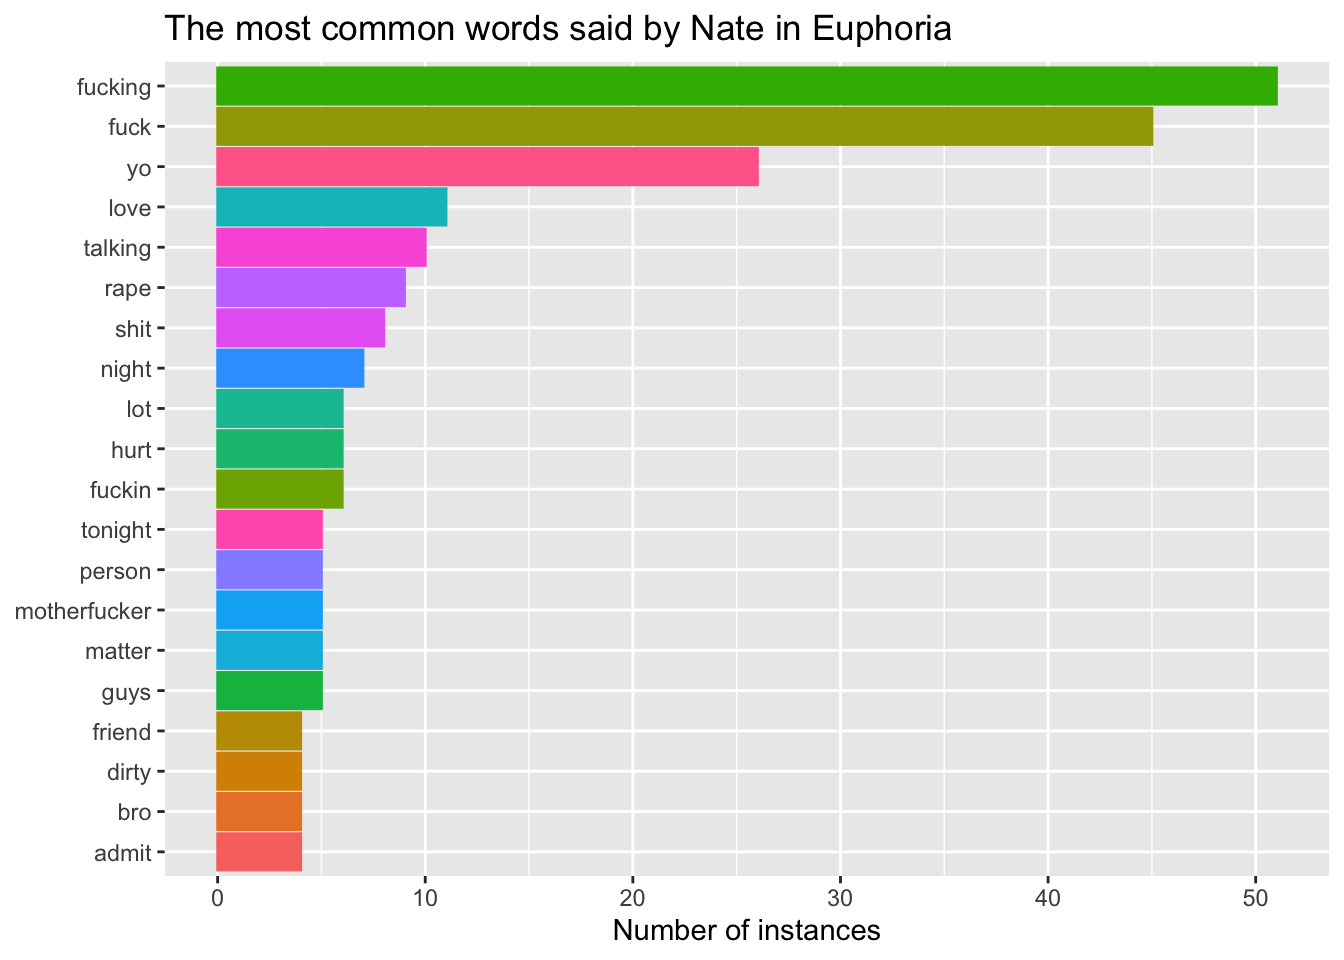 The most common words said by Nate in Euphoria
fucking
fuck
yo
love
talking
rape
shit
night
lot
hurt
fuckin
tonight
person
motherfucker
matter
guys
friend
dirty
bro
admit
0 10 20 30 40 50
Number of instances